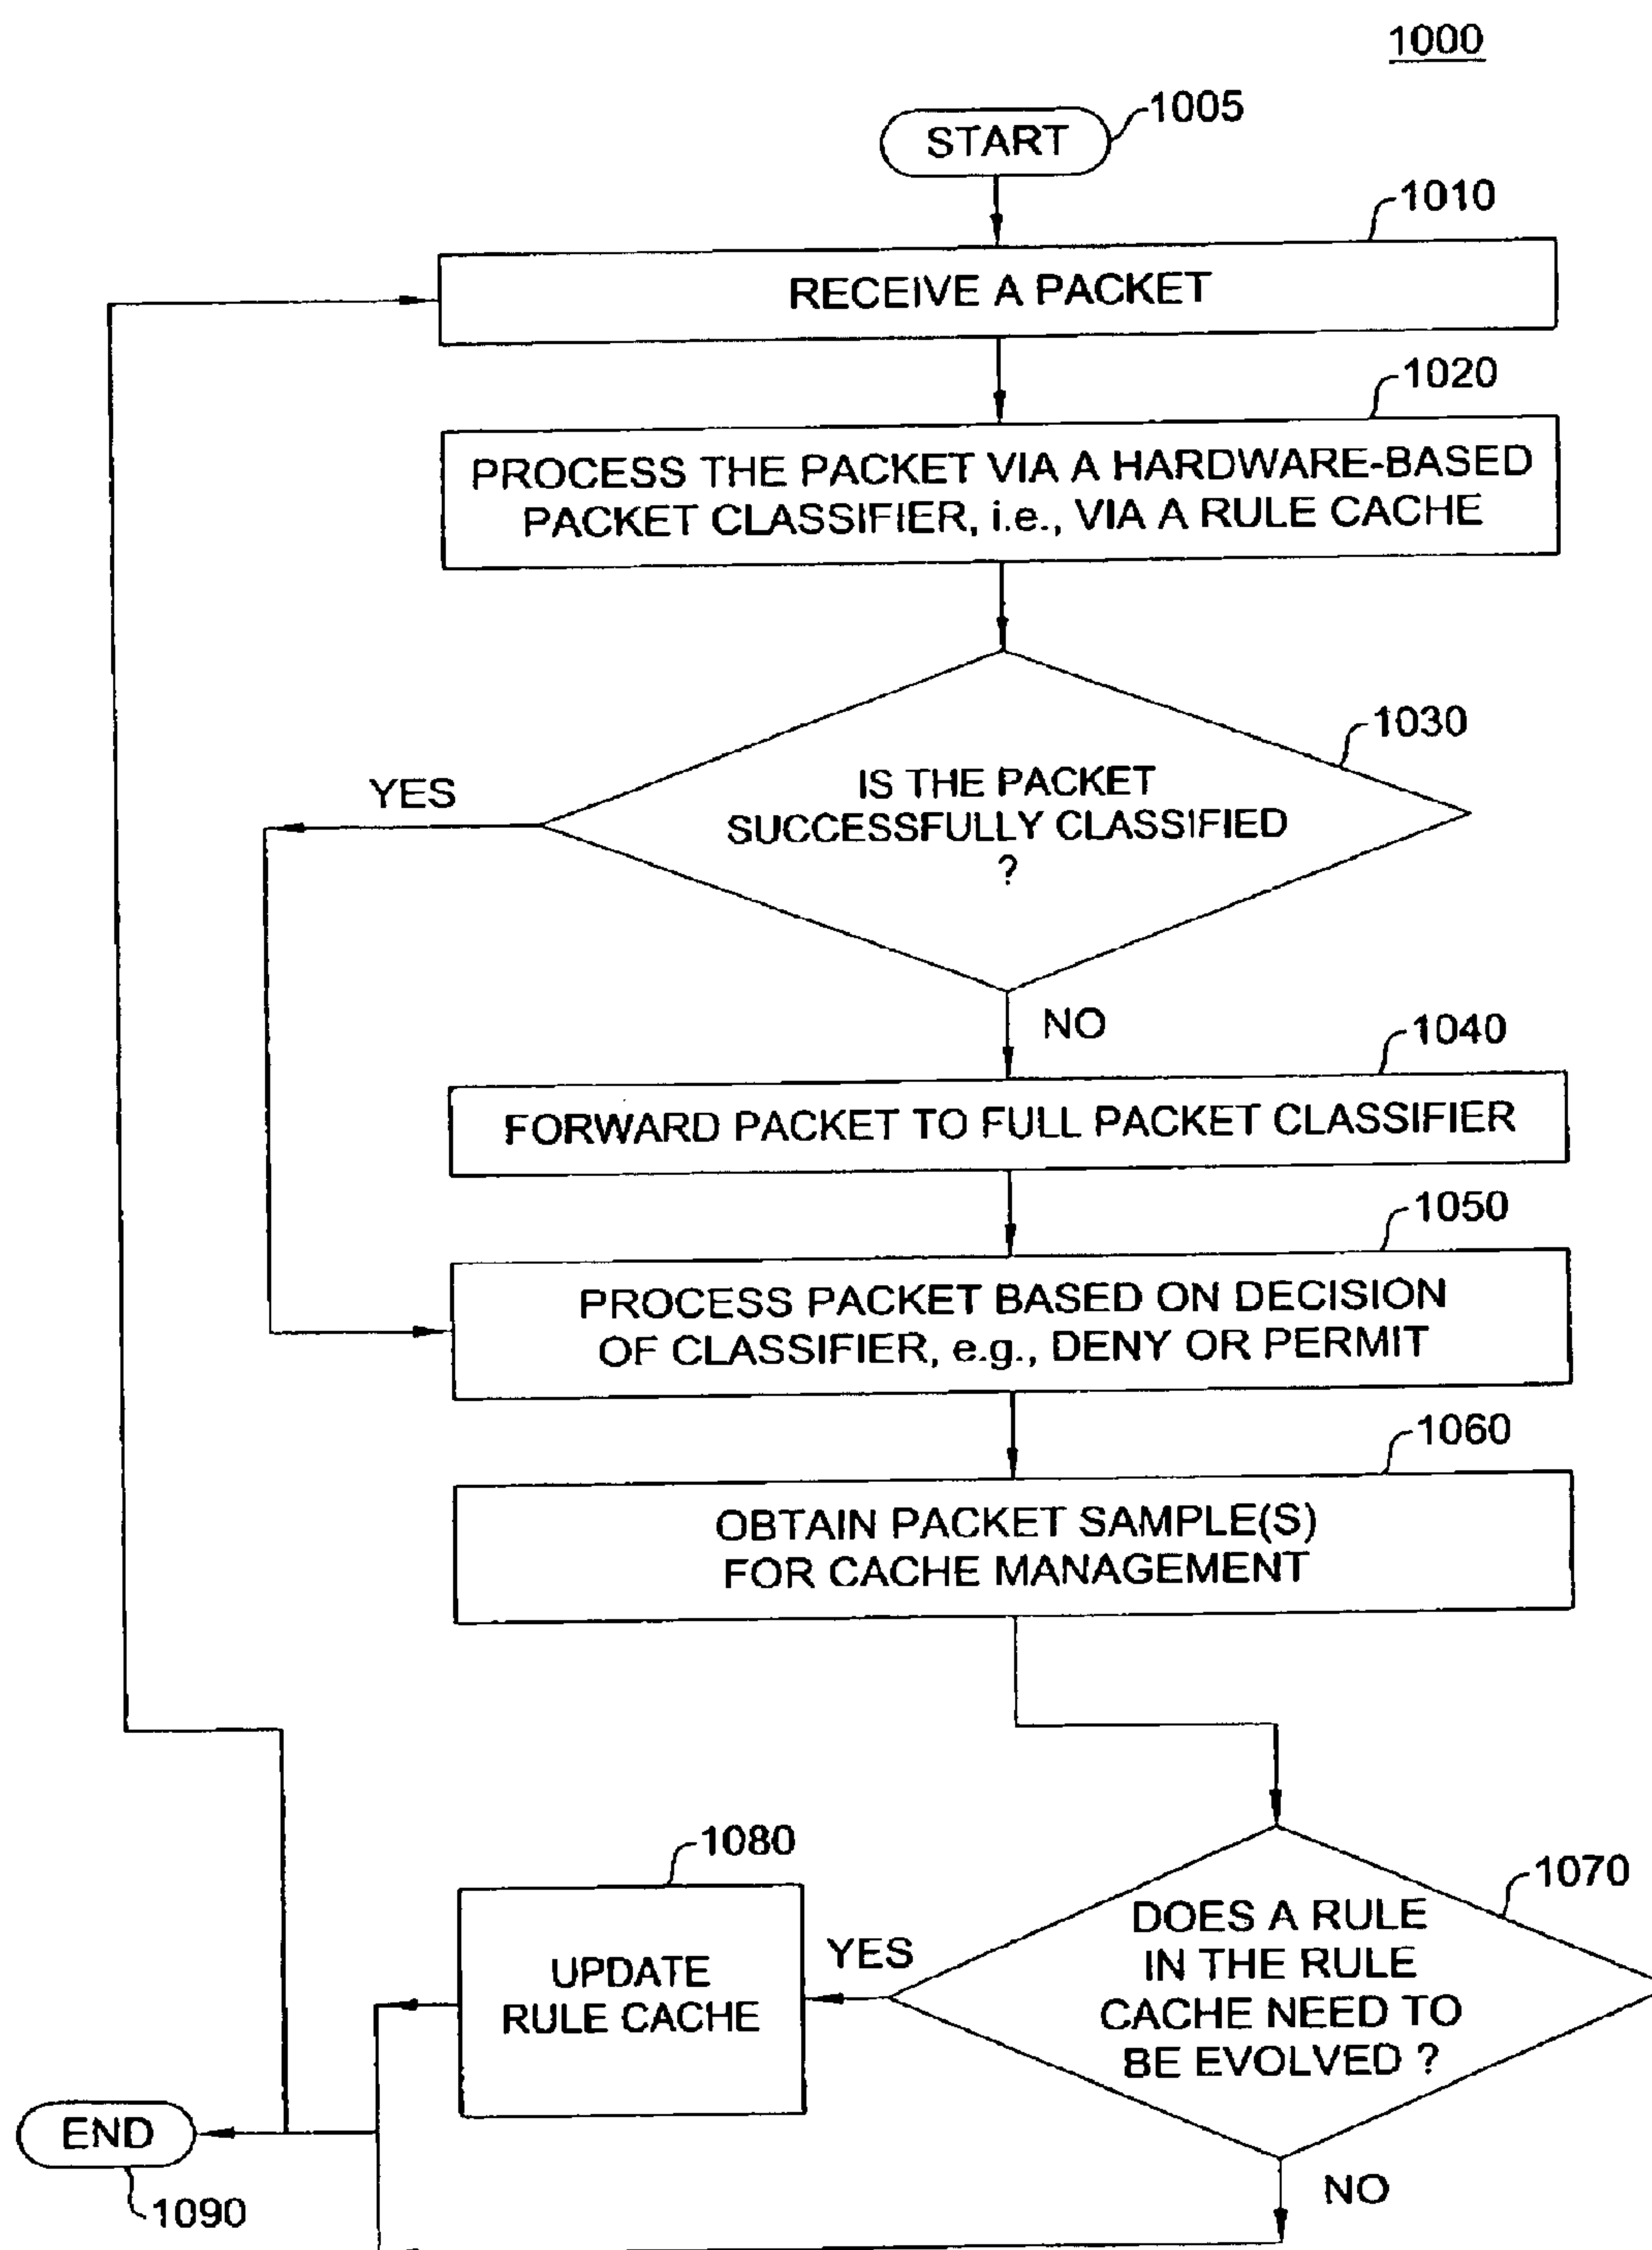 1000
START
1005
1010
RECEIVE A PACKET
1020
PROCESS THE PACKET VIA A HARDWARE-BASED
PACKET CLASSIFIER, i.e., VIA A RULE CACHE
1030
IS THE PACKET
SUCCESSFULLY CLASSIFIED
?
YES
NO
1040
FORWARD PACKET TO FULL PACKET CLASSIFIER
1050
PROCESS PACKET BASED ON DECISION
OF CLASSIFIER, e.g., DENY OR PERMIT
1060
OBTAIN PACKET SAMPLE(S)
FOR CACHE MANAGEMENT
1070
DOES A RULE
IN THE RULE
CACHE NEED TO
BE EVOLVED ?
YES
1080
UPDATE
RULE CACHE
NO
END
1090